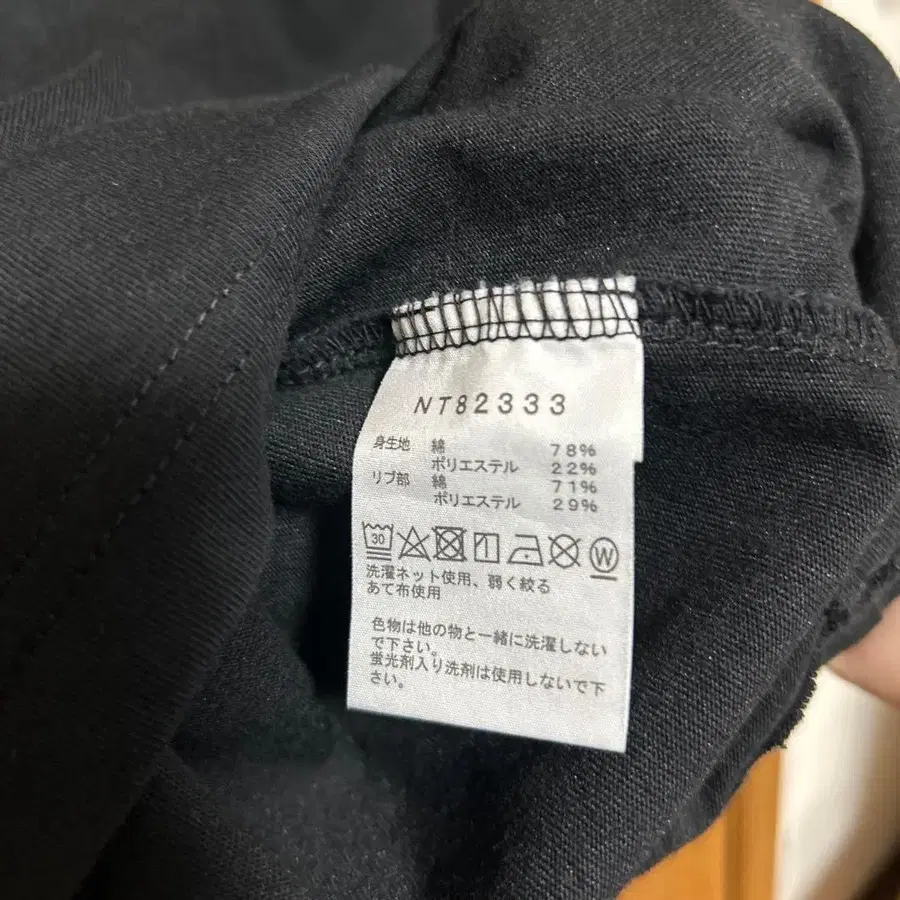 NT82333
身生地 綿 78%
ポリエステル 22%
リブ部 綿 71%
ポリエステル 29%
30 W
洗濯ネット使用、弱く絞る
あて布使用
色物は他の物と一緒に洗濯しない
で下さい。
蛍光剤入り洗剤は使用しないで下
さい。